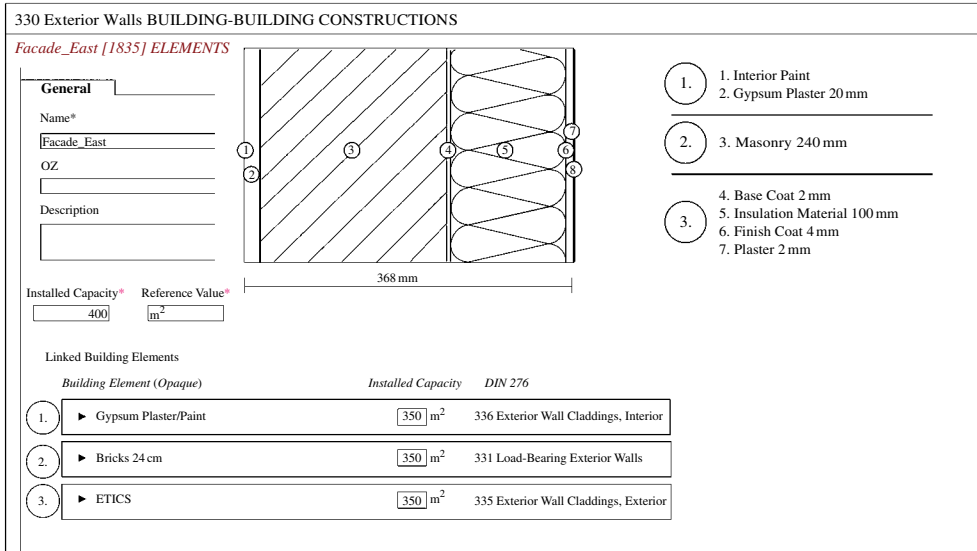 330 Exterior Walls BUILDING-BUILDING CONSTRUCTIONS
Facade_East [1835] ELEMENTS
General
Name*
Facade_East
OZ
Description
1
2
3
4
5
6
7
8
368 mm
1.
1. Interior Paint
2. Gypsum Plaster 20 mm
2.
3. Masonry 240 mm
3.
4. Base Coat 2 mm
5. Insulation Material 100 mm
6. Finish Coat 4 mm
7. Plaster 2 mm
Installed Capacity* Reference Value*
400 m²
Linked Building Elements
Building Element (Opaque) Installed Capacity DIN 276
1. ► Gypsum Plaster/Paint 350 m² 336 Exterior Wall Claddings, Interior
2. ► Bricks 24 cm 350 m² 331 Load-Bearing Exterior Walls
3. ► ETICS 350 m² 335 Exterior Wall Claddings, Exterior